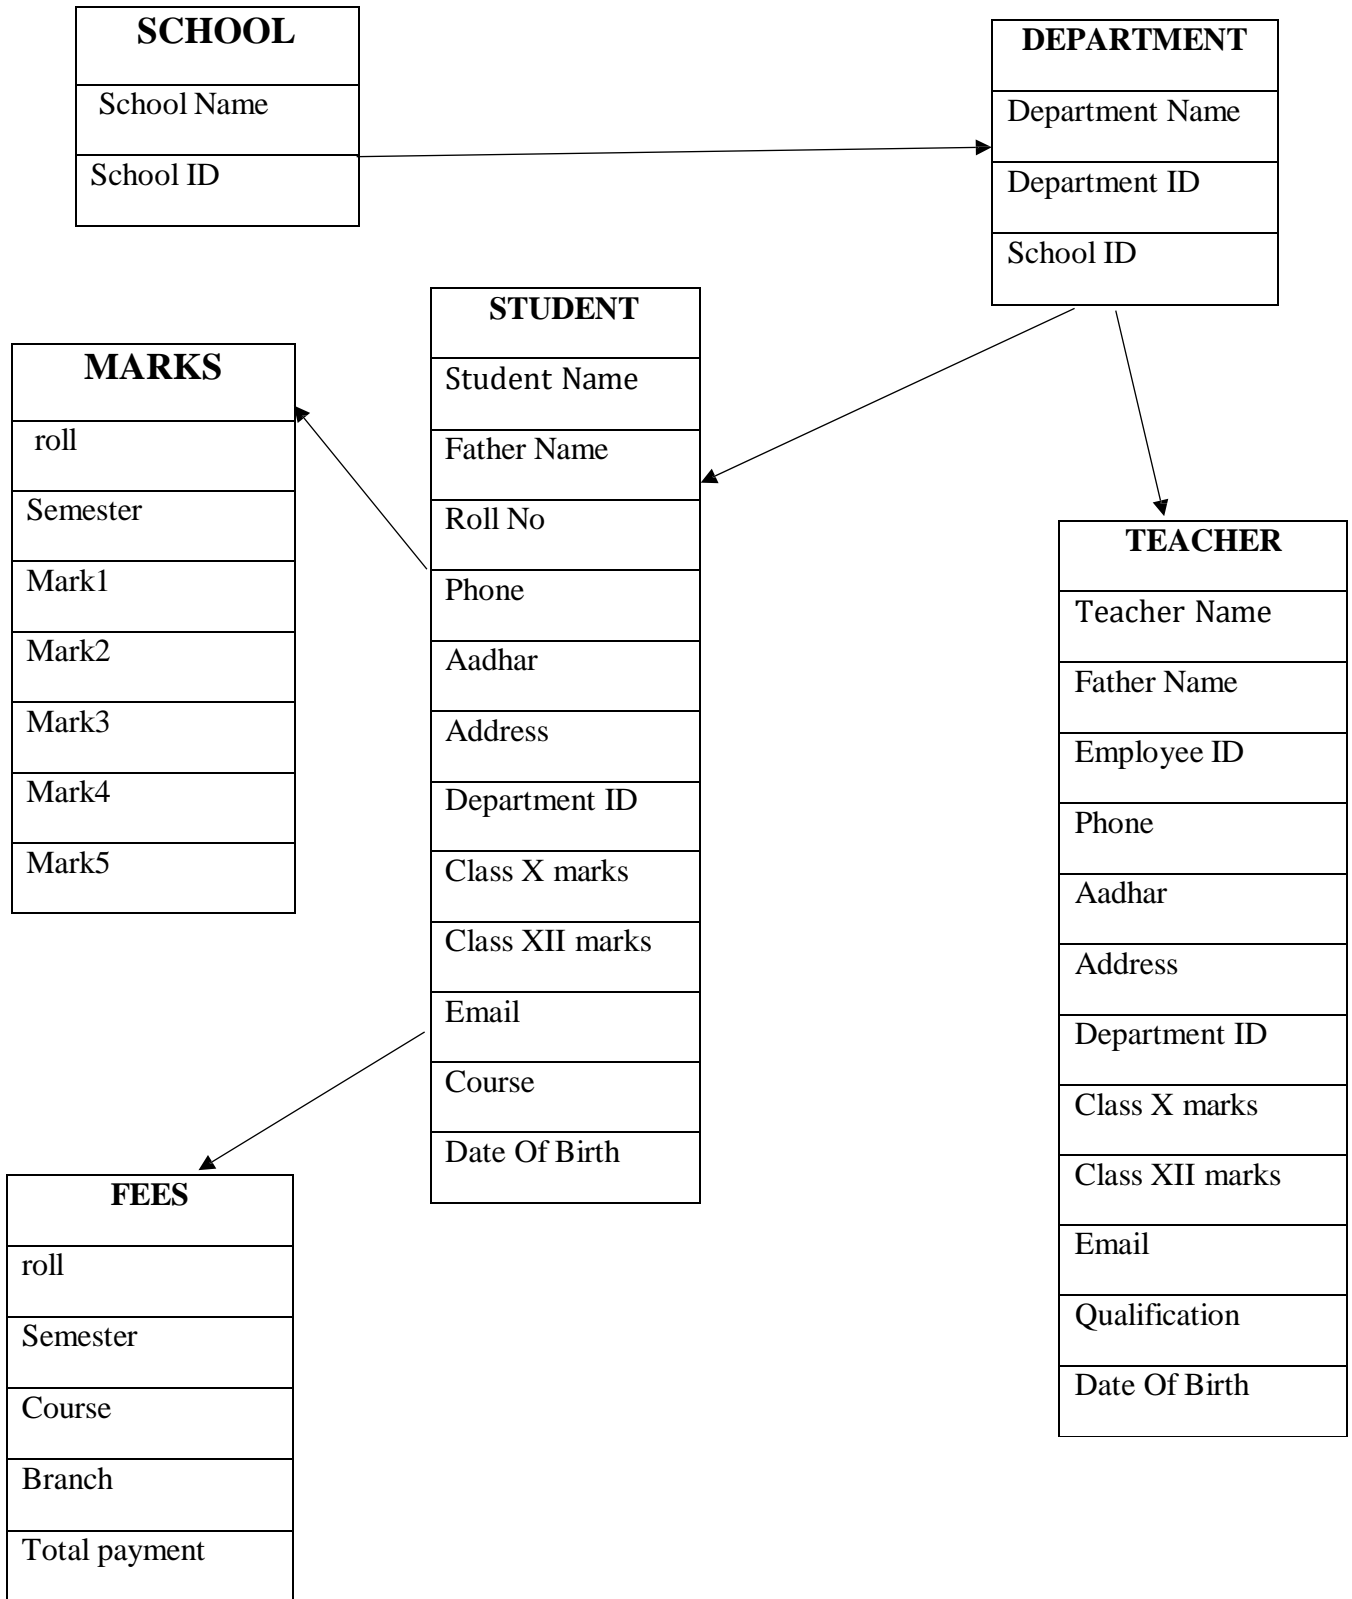 SCHOOL
School Name
School ID
DEPARTMENT
Department Name
Department ID
School ID
STUDENT
Student Name
Father Name
Roll No
Phone
Aadhar
Address
Department ID
Class X marks
Class XII marks
Email
Course
Date Of Birth
MARKS
roll
Semester
Mark1
Mark2
Mark3
Mark4
Mark5
TEACHER
Teacher Name
Father Name
Employee ID
Phone
Aadhar
Address
Department ID
Class X marks
Class XII marks
Email
Qualification
Date Of Birth
FEES
roll
Semester
Course
Branch
Total payment